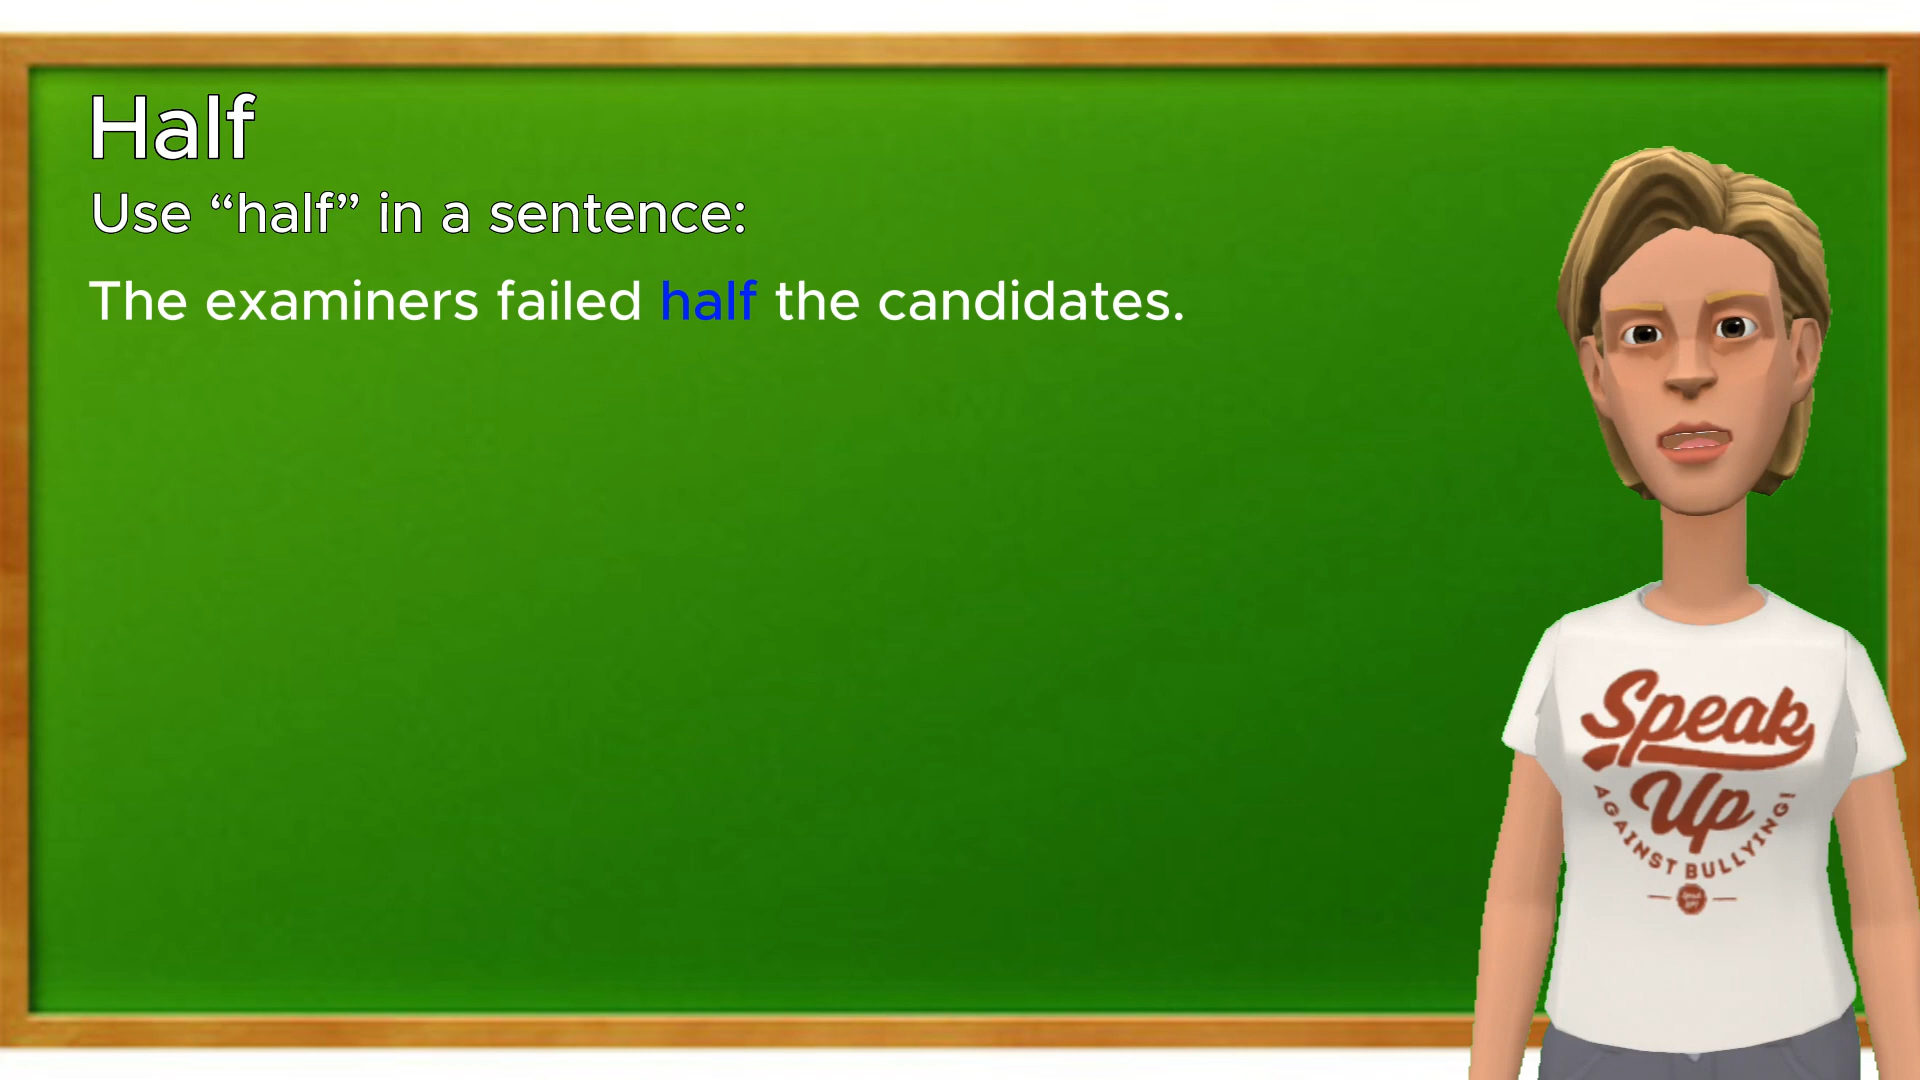 Half
Use “half” in a sentence:
The examiners failed half the candidates.
Speak
Up
AGAINST BULLYING!